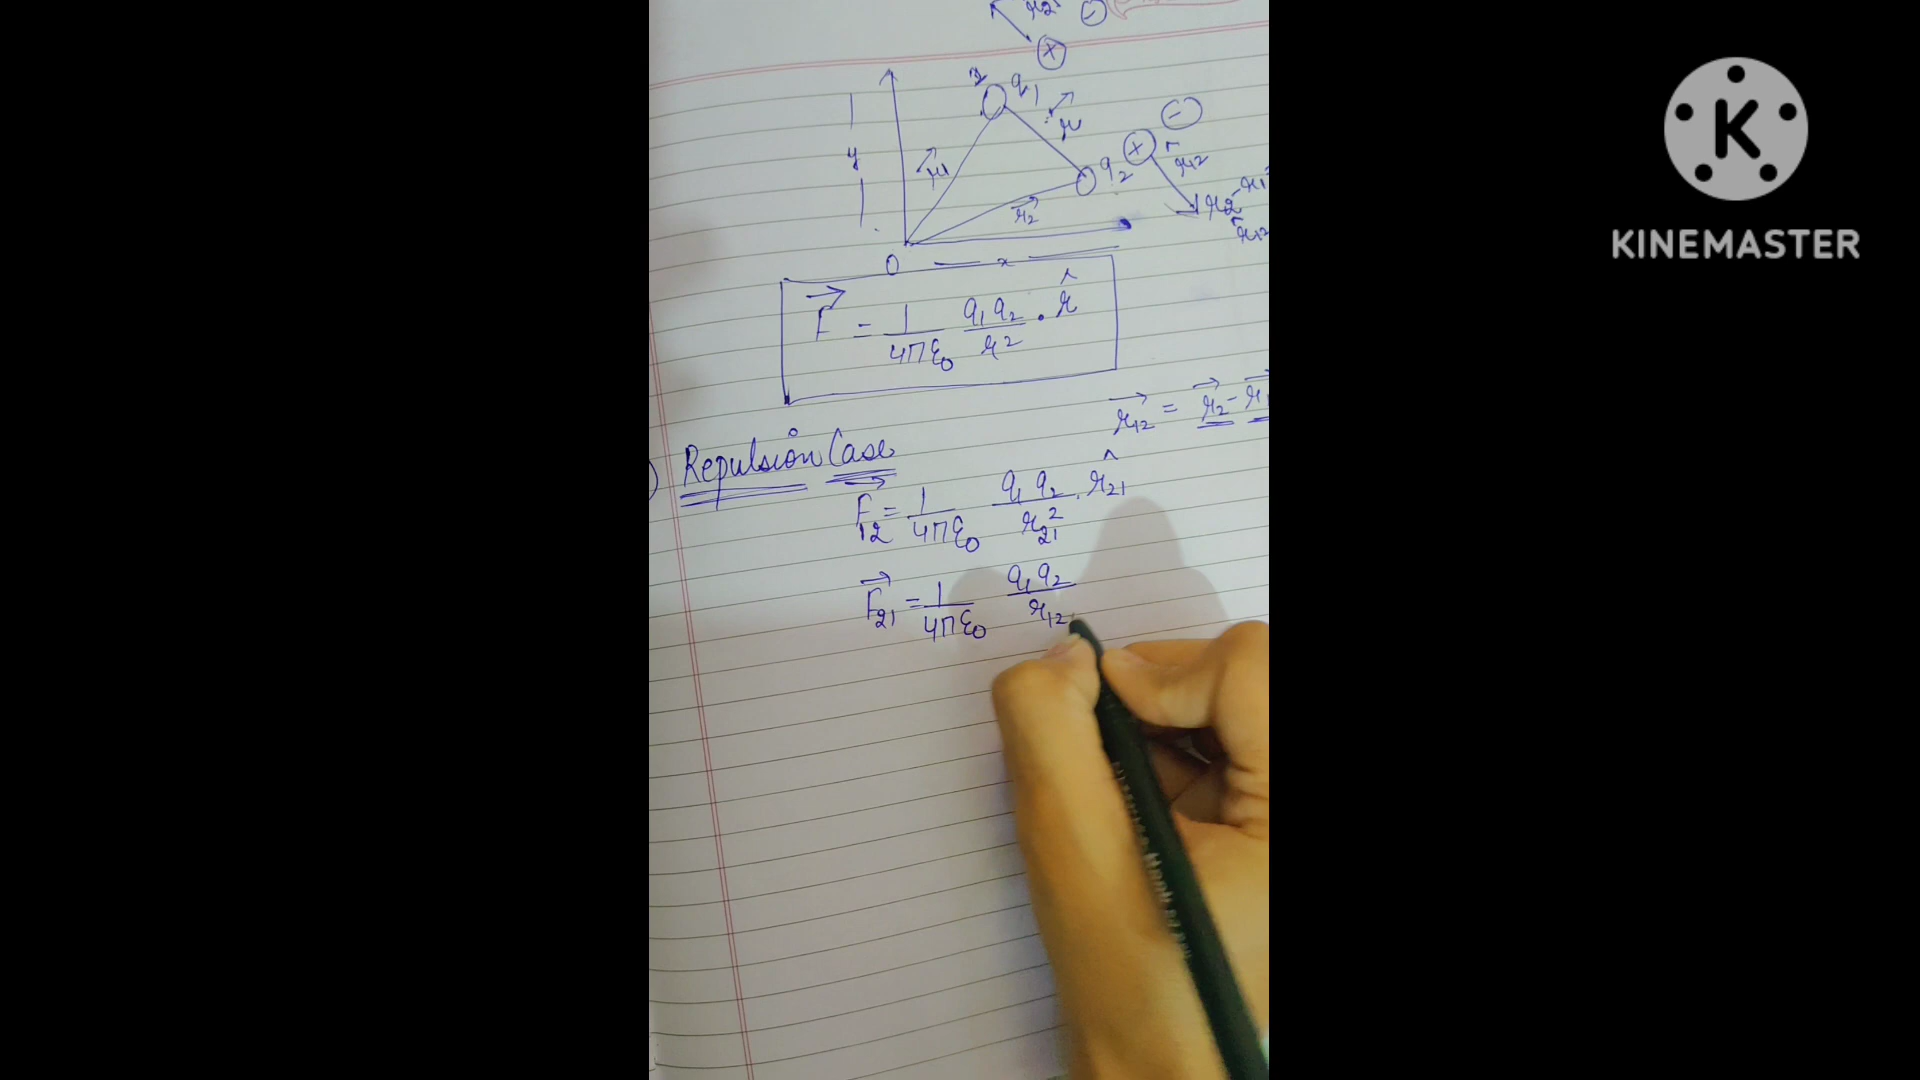 q₁
q₂
r₂
y
O — x —
F = 1/4πε₀ q₁q₂/r² . r̂
r₁₂ = r₂ - r₁
Repulsion Case
F₁₂ = 1/4πε₀ q₁q₂/r₂₁² . r̂₂₁
F₂₁ = 1/4πε₀ q₁q₂/r₁₂
K
KINEMASTER